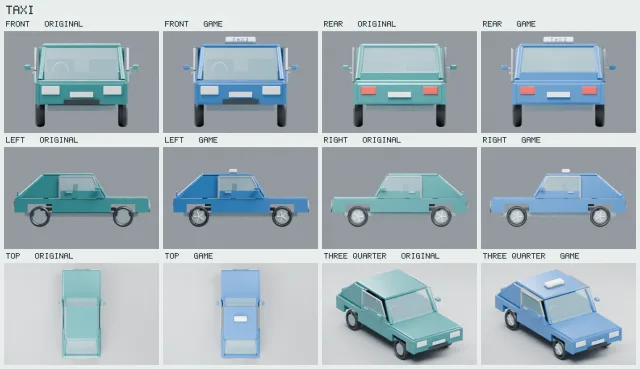 TAXI
FRONT ORIGINAL
FRONT GAME
REAR ORIGINAL
REAR GAME
LEFT ORIGINAL
LEFT GAME
RIGHT ORIGINAL
RIGHT GAME
TOP ORIGINAL
TOP GAME
THREE QUARTER ORIGINAL
THREE QUARTER GAME